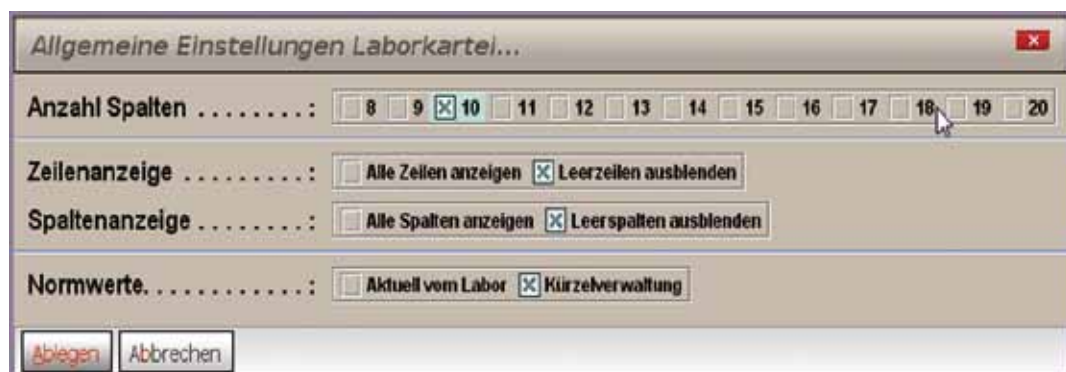 Allgemeine Einstellungen Laborkartei...
Anzahl Spalten . . . . . . . . : 8 9 10 11 12 13 14 15 16 17 18 19 20
Zeilenanzeige . . . . . . . . . : Alle Zeilen anzeigen Leerzeilen ausblenden
Spaltenanzeige . . . . . . . . : Alle Spalten anzeigen Leerspalten ausblenden
Normwerte. . . . . . . . . . . . : Aktuell vom Labor Kürzelverwaltung
Ablegen Abbrechen